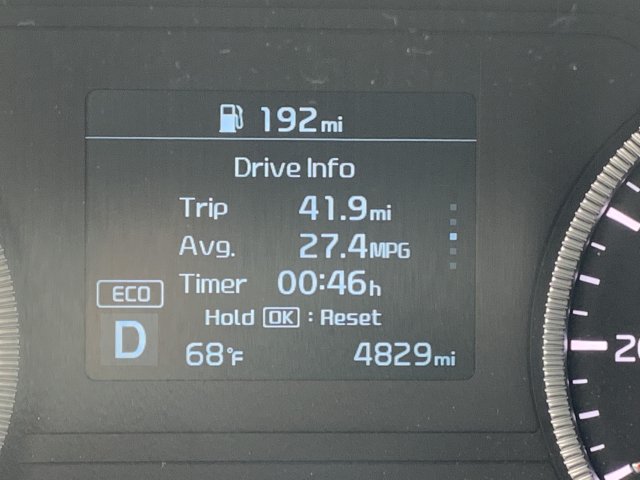 192mi
Drive Info
Trip 41.9mi
Avg. 27.4MPG
Timer 00:46h
ECO
Hold OK : Reset
D
68°F 4829mi